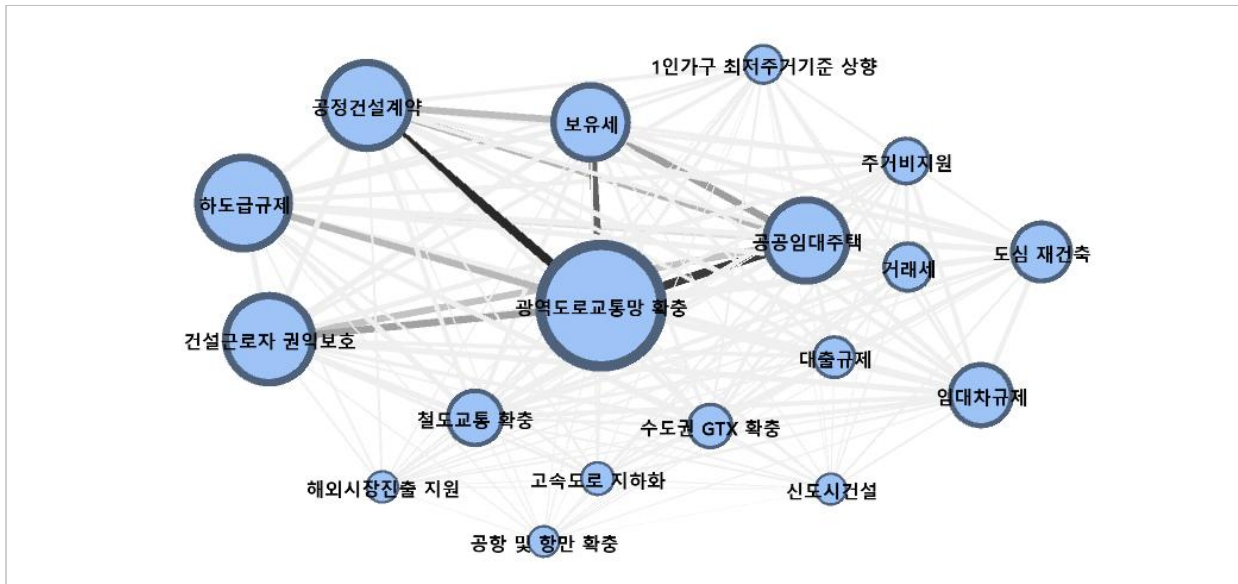 1인가구 최저주거기준 상향
공정건설계약
보유세
주거비지원
하도급규제
공공임대주택
도심 재건축
거래세
광역도로교통망 확충
건설근로자 권익보호
대출규제
임대차규제
철도교통 확충
수도권 GTX 확충
고속도로 지하화
해외시장진출 지원
신도시건설
공항 및 항만 확충